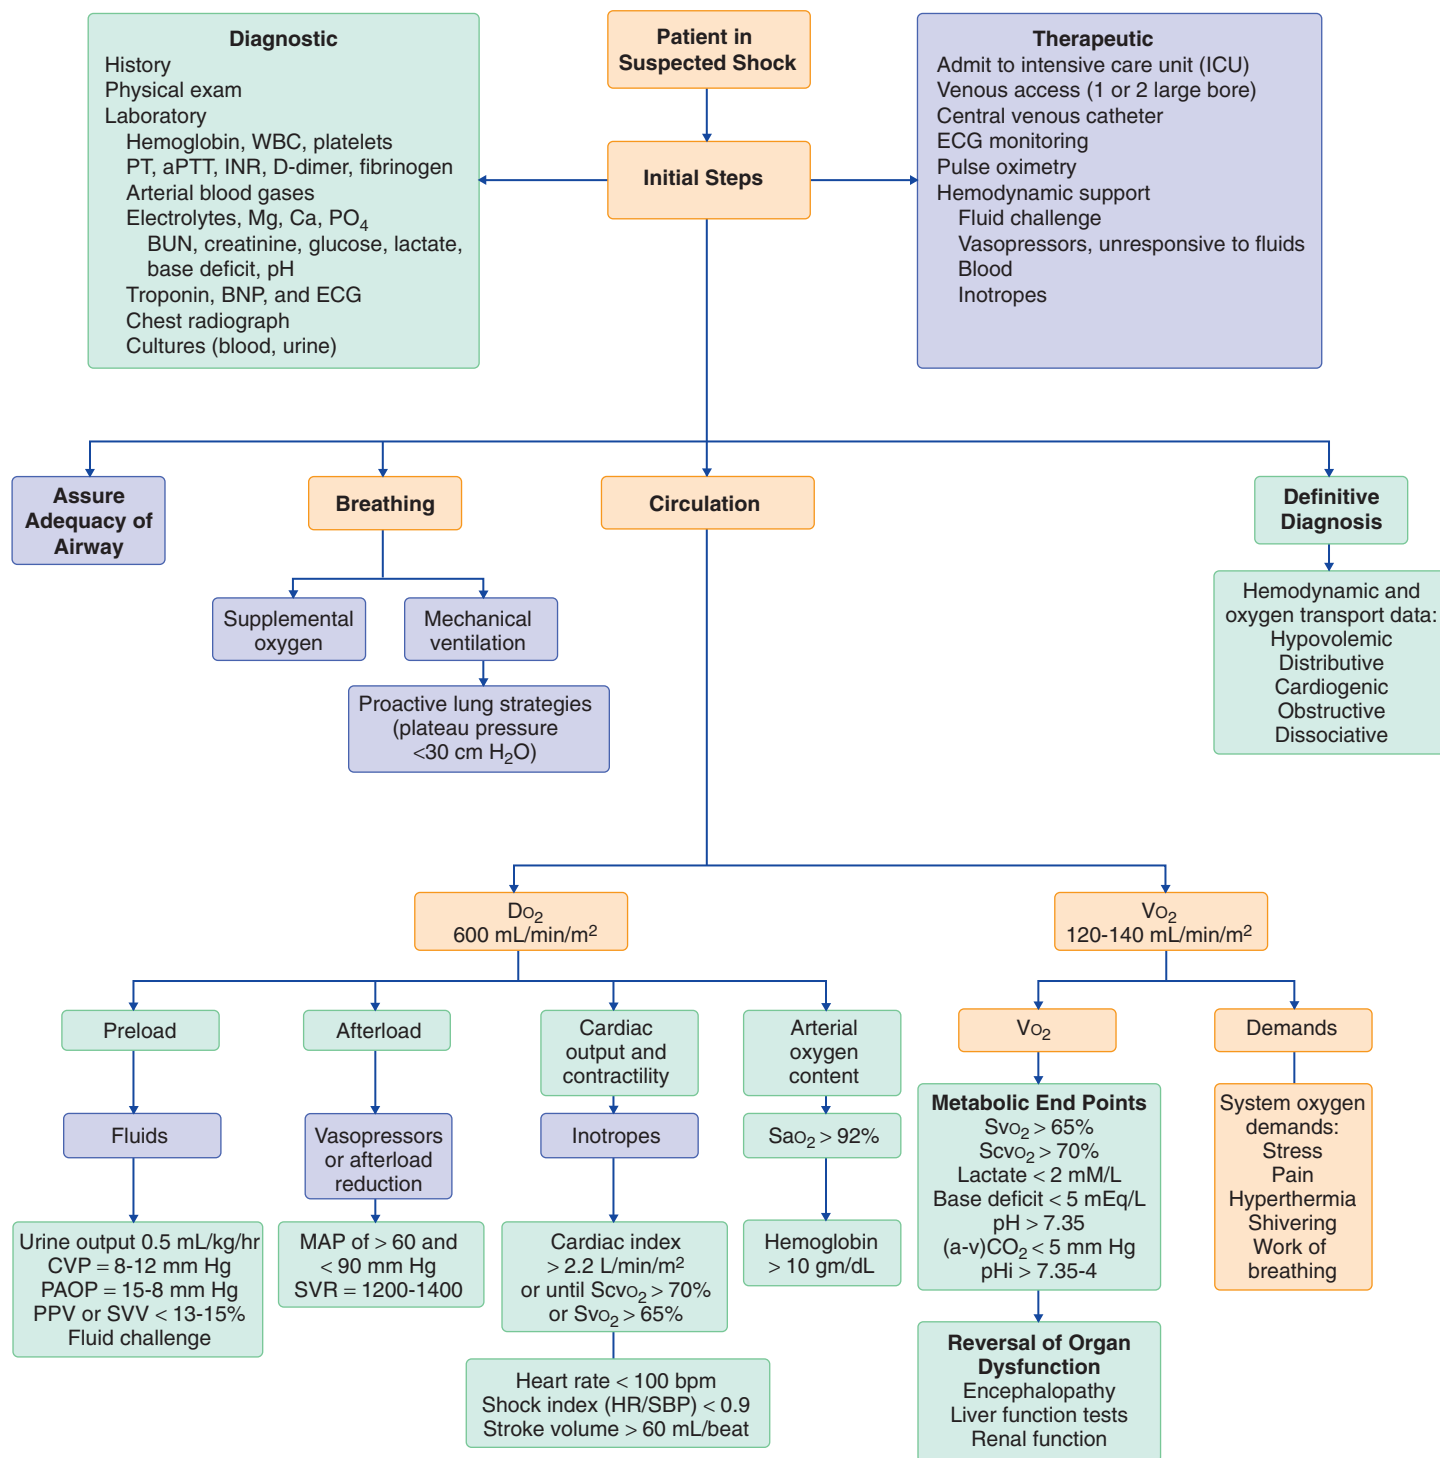 Diagnostic
History
Physical exam
Laboratory
Hemoglobin, WBC, platelets
PT, aPTT, INR, D-dimer, fibrinogen
Arterial blood gases
Electrolytes, Mg, Ca, PO₄
BUN, creatinine, glucose, lactate,
base deficit, pH
Troponin, BNP, and ECG
Chest radiograph
Cultures (blood, urine)
Patient in
Suspected Shock
Initial Steps
Therapeutic
Admit to intensive care unit (ICU)
Venous access (1 or 2 large bore)
Central venous catheter
ECG monitoring
Pulse oximetry
Hemodynamic support
Fluid challenge
Vasopressors, unresponsive to fluids
Blood
Inotropes
Assure
Adequacy of
Airway
Breathing
Supplemental
oxygen
Mechanical
ventilation
Proactive lung strategies
(plateau pressure
<30 cm H₂O)
Circulation
Definitive
Diagnosis
Hemodynamic and
oxygen transport data:
Hypovolemic
Distributive
Cardiogenic
Obstructive
Dissociative
DO₂
600 mL/min/m²
Preload
Fluids
Urine output 0.5 mL/kg/hr
CVP = 8-12 mm Hg
PAOP = 15-8 mm Hg
PPV or SVV < 13-15%
Fluid challenge
Afterload
Vasopressors
or afterload
reduction
MAP of > 60 and
< 90 mm Hg
SVR = 1200-1400
Cardiac
output and
contractility
Inotropes
Cardiac index
> 2.2 L/min/m²
or until ScvO₂ > 70%
or SvO₂ > 65%
Heart rate < 100 bpm
Shock index (HR/SBP) < 0.9
Stroke volume > 60 mL/beat
Arterial
oxygen
content
SaO₂ > 92%
Hemoglobin
> 10 gm/dL
VO₂
120-140 mL/min/m²
VO₂
Metabolic End Points
SvO₂ > 65%
ScvO₂ > 70%
Lactate < 2 mM/L
Base deficit < 5 mEq/L
pH > 7.35
(a-v)CO₂ < 5 mm Hg
pHi > 7.35-4
Reversal of Organ
Dysfunction
Encephalopathy
Liver function tests
Renal function
Demands
System oxygen
demands:
Stress
Pain
Hyperthermia
Shivering
Work of
breathing